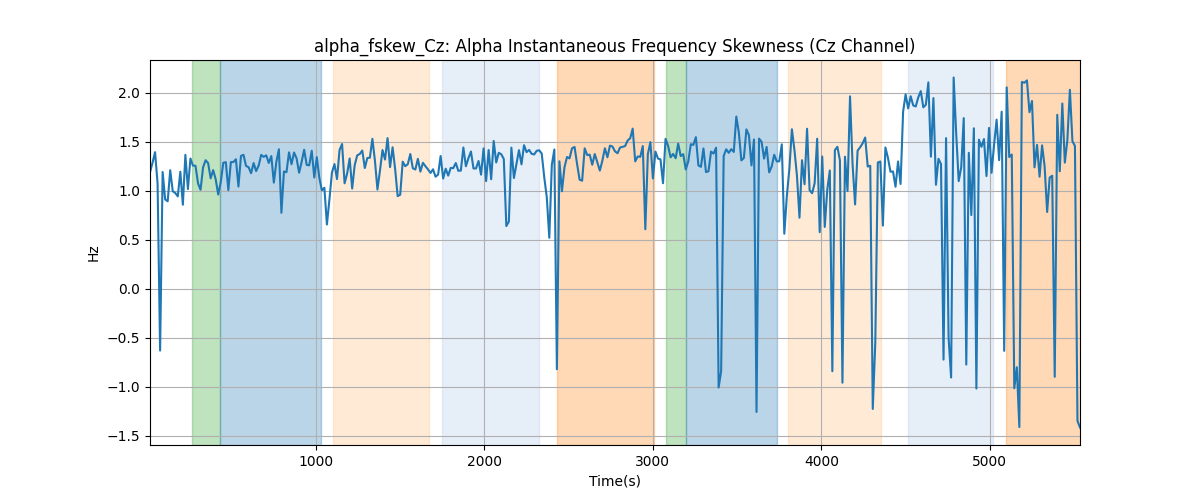 alpha_fskew_Cz: Alpha Instantaneous Frequency Skewness (Cz Channel)
2.0
1.5
1.0
0.5
0.0
−0.5
−1.0
−1.5
Hz
1000 2000 3000 4000 5000
Time(s)